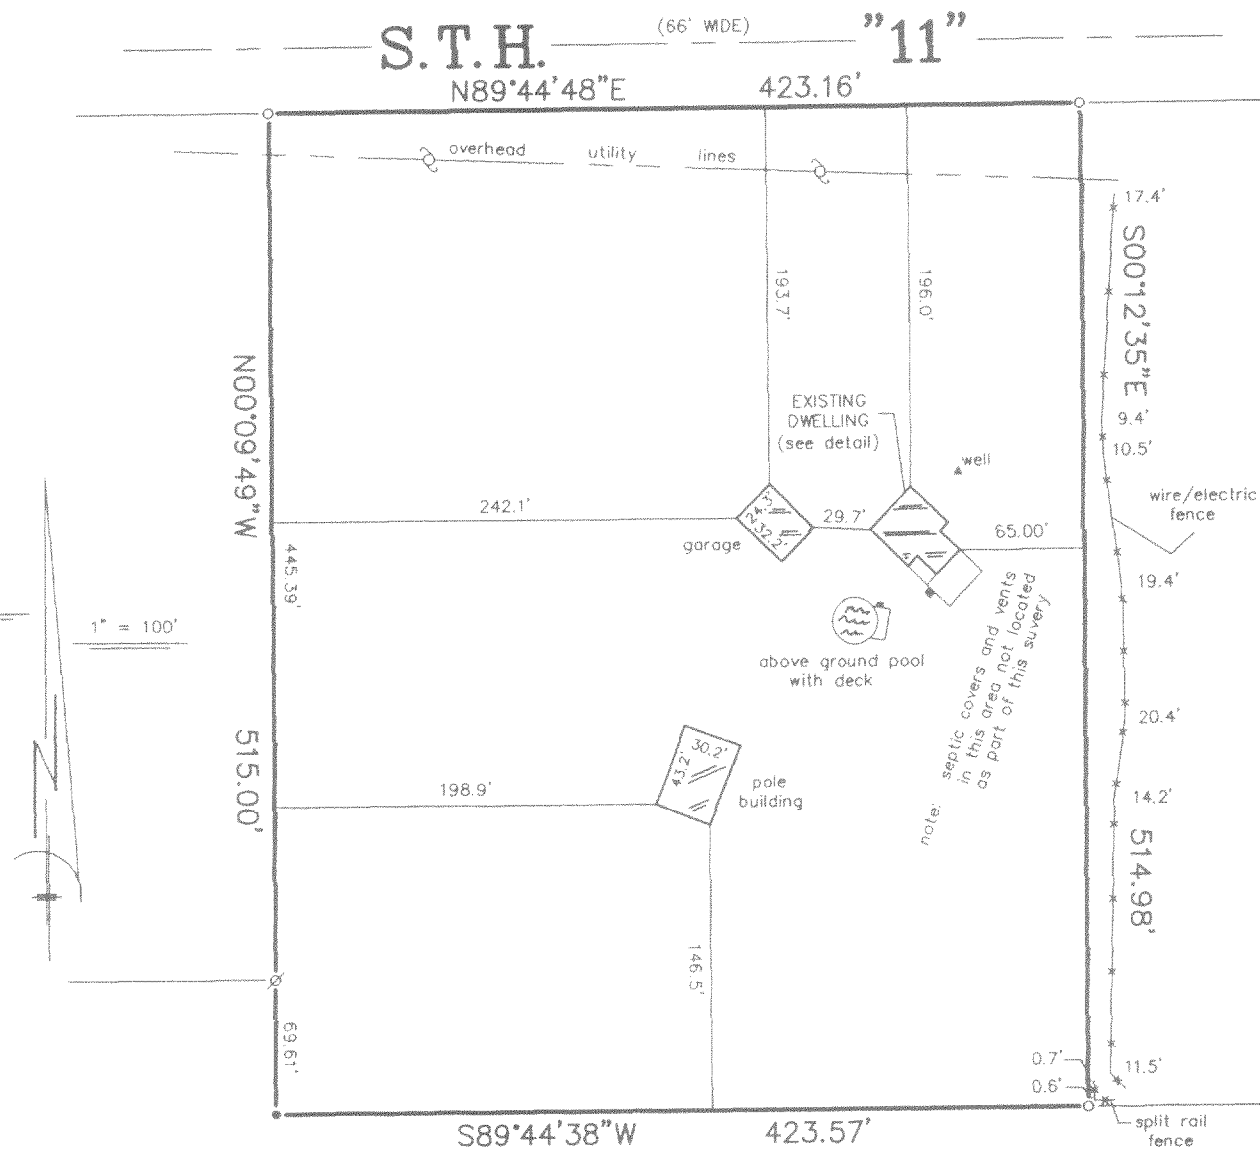 (66' WIDE)
S.T.H. "11"
N89°44'48"E 423.16'
overhead utility lines
17.4'
S00°12'35"E
193.7'
196.0'
N00°09'49"W
EXISTING
DWELLING
(see detail)
9.4'
10.5'
well
wire/electric
fence
242.1'
24.3'
32.2'
29.7'
65.00'
garage
445.39'
19.4'
1" = 100'
above ground pool
with deck
note: septic covers and vents
in this area not located
as part of this suvery
20.4'
515.00'
30.2'
43.2'
pole
building
198.9'
14.2'
514.98'
N
146.5'
69.61'
0.7'
0.6'
11.5'
split rail
fence
S89°44'38"W 423.57'